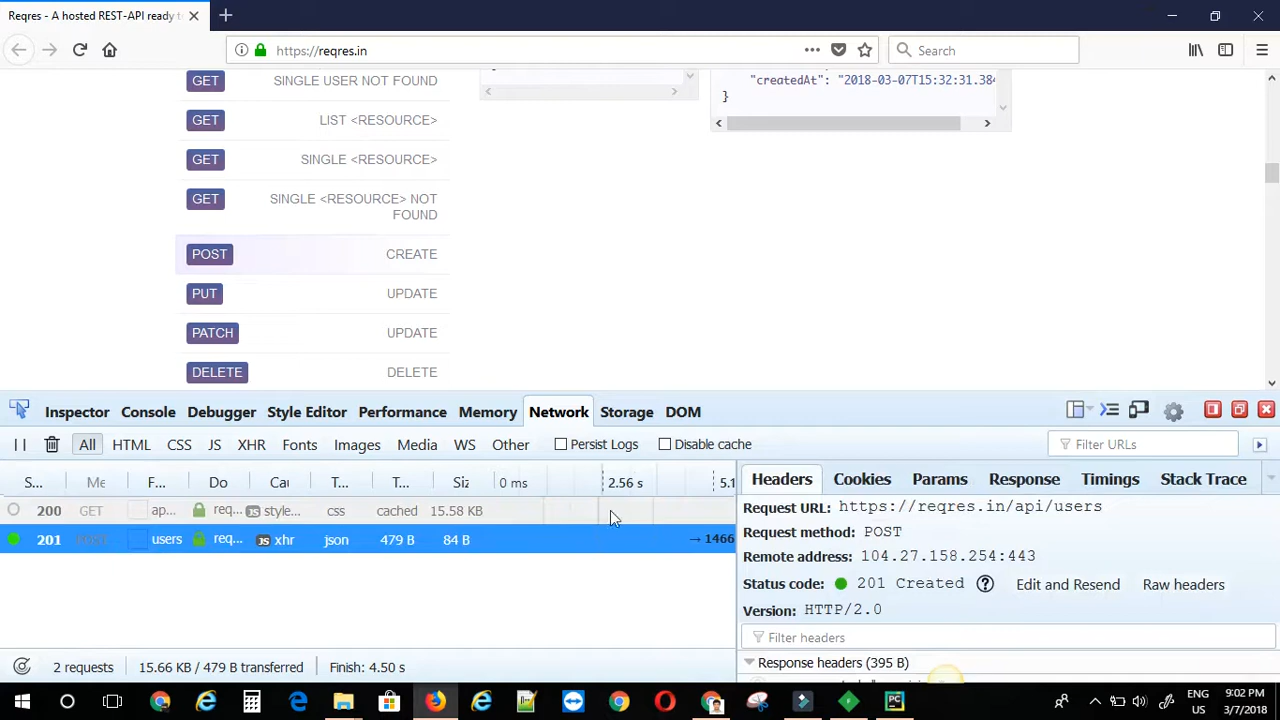 Reqres - A hosted REST-API ready t
https://reqres.in
Search
GET SINGLE USER NOT FOUND
GET LIST <RESOURCE>
GET SINGLE <RESOURCE>
GET SINGLE <RESOURCE> NOT
FOUND
POST CREATE
PUT UPDATE
PATCH UPDATE
DELETE DELETE
"createdAt": "2018-03-07T15:32:31.384
}
Inspector Console Debugger Style Editor Performance Memory Network Storage DOM
All HTML CSS JS XHR Fonts Images Media WS Other Persist Logs Disable cache Filter URLs
S... Me F... Do Cau T... T... Siz 0 ms 2.56 s 5.1
200 GET ap... req... JS style... css cached 15.58 KB
201 POST users req... JS xhr json 479 B 84 B → 1466
2 requests 15.66 KB / 479 B transferred Finish: 4.50 s
Headers Cookies Params Response Timings Stack Trace
Request URL: https://reqres.in/api/users
Request method: POST
Remote address: 104.27.158.254:443
Status code: 201 Created Edit and Resend Raw headers
Version: HTTP/2.0
Filter headers
Response headers (395 B)
ENG
US
9:02 PM
3/7/2018